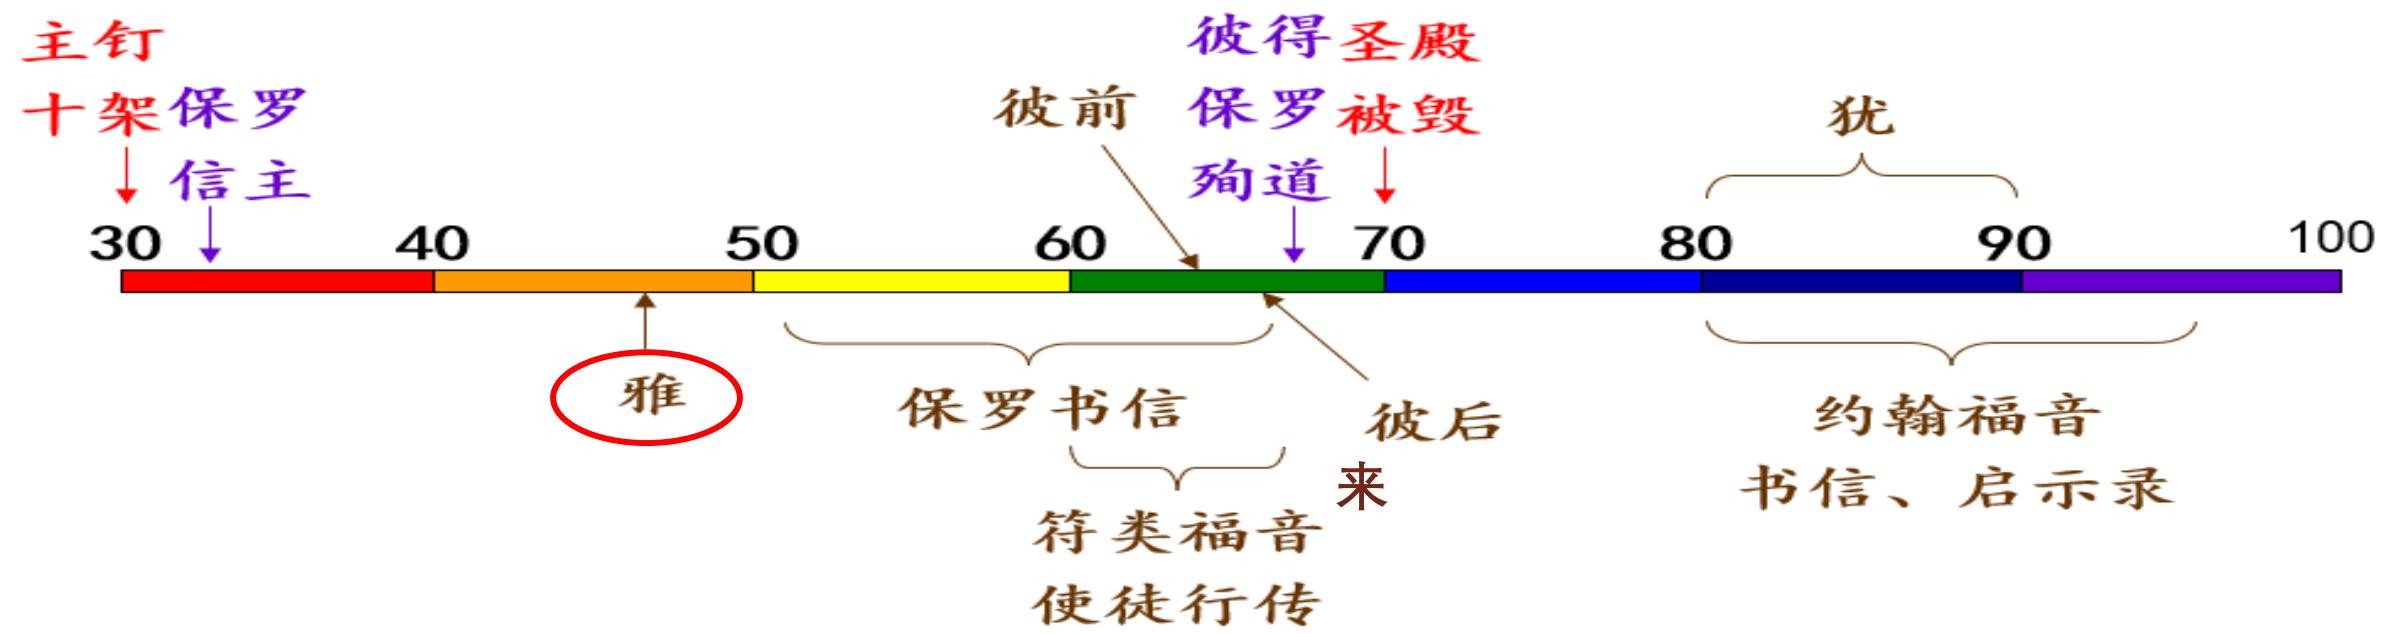 主钉
十架
保罗
信主
彼前
彼得
保罗
殉道
圣殿
被毁
犹
30 40 50 60 70 80 90 100
雅
保罗书信
彼后
来
符类福音
使徒行传
约翰福音
书信、启示录